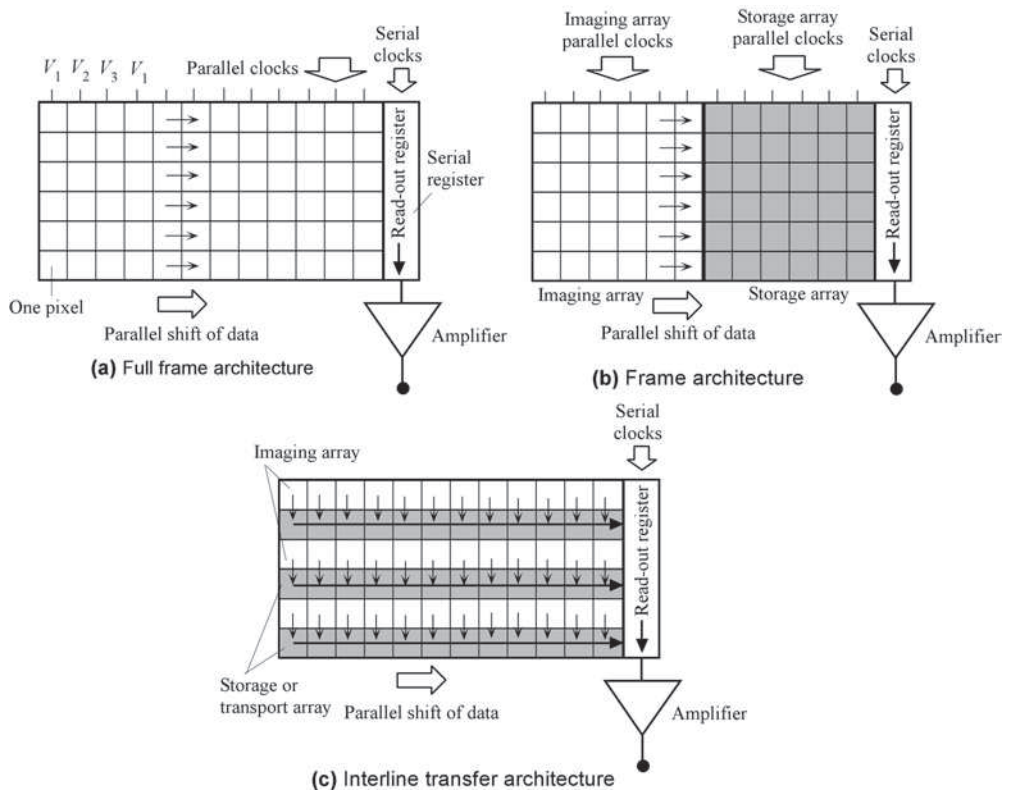 Serial
clocks
Parallel clocks
V1 V2 V3 V1
Read-out register
Serial
register
One pixel
Parallel shift of data
Amplifier
(a) Full frame architecture
Imaging array
parallel clocks
Storage array
parallel clocks
Serial
clocks
Read-out register
Imaging array
Storage array
Parallel shift of data
Amplifier
(b) Frame architecture
Serial
clocks
Imaging array
Read-out register
Storage or
transport array
Parallel shift of data
Amplifier
(c) Interline transfer architecture